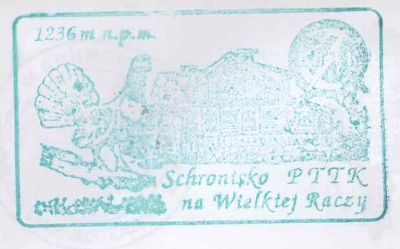 1236 m n.p.m.
Schronisko PTTK
na Wielkiej Raczy